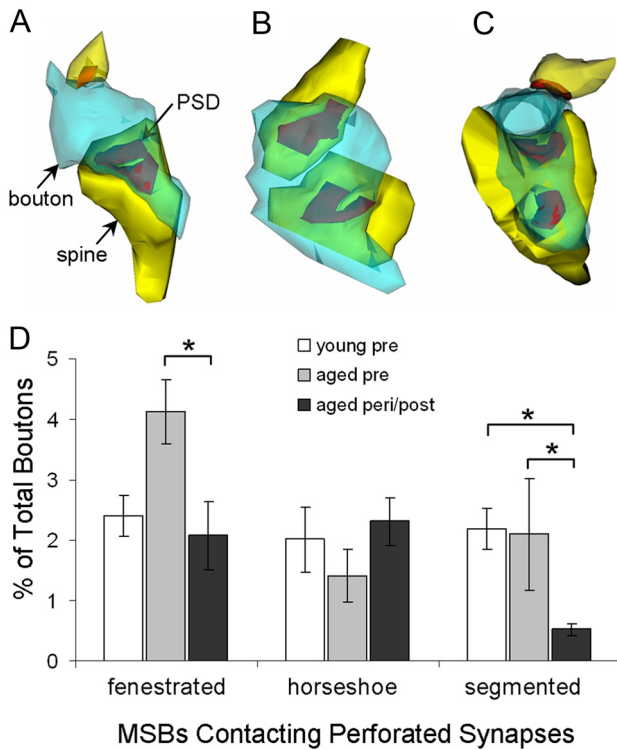 A
B
C
PSD
bouton
spine
D
young pre
aged pre
aged peri/post
*
*
*
% of Total Boutons
5
4
3
2
1
0
fenestrated horseshoe segmented
MSBs Contacting Perforated Synapses